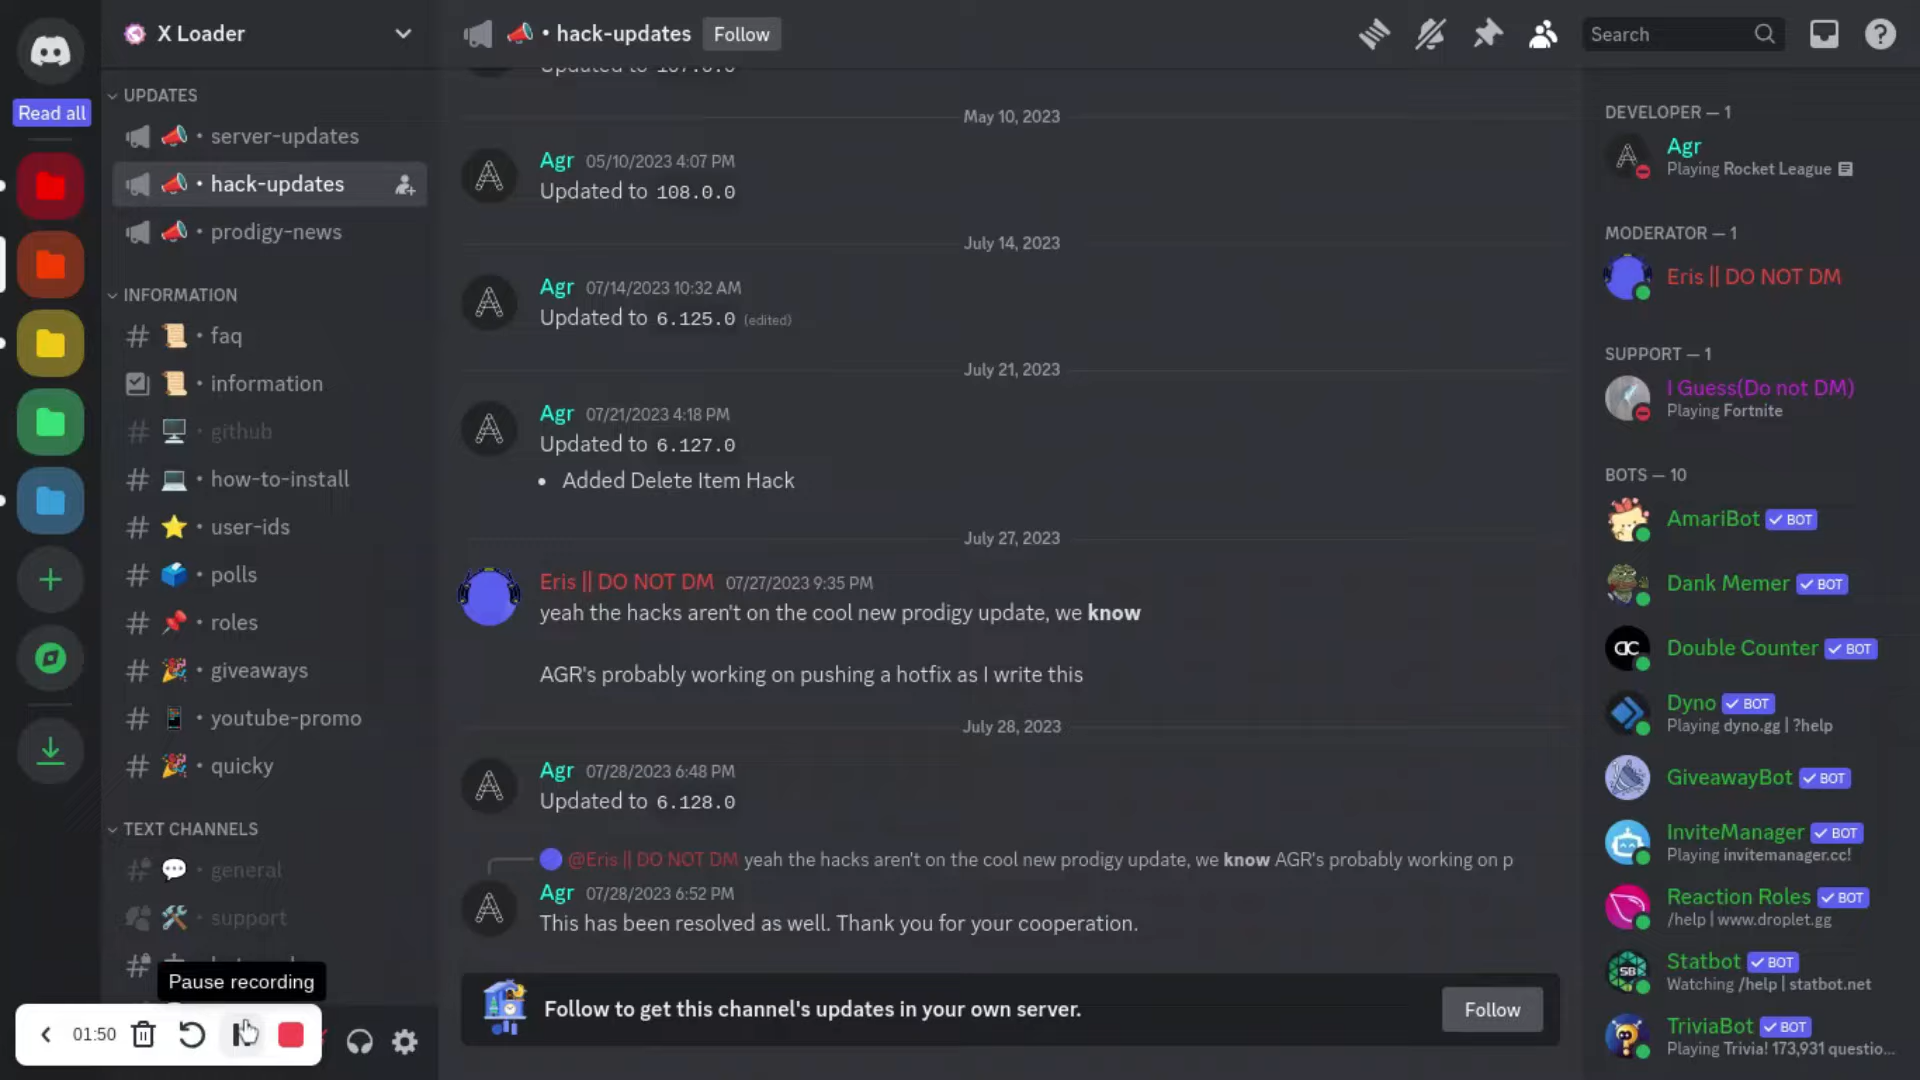 X Loader
Read all
UPDATES
• server-updates
• hack-updates
• prodigy-news
INFORMATION
# • faq
• information
# • github
# • how-to-install
# • user-ids
# • polls
# • roles
# • giveaways
# • youtube-promo
# • quicky
TEXT CHANNELS
# • general
• support
Pause recording
01:50
• hack-updates Follow
Search
May 10, 2023
Agr 05/10/2023 4:07 PM
Updated to 108.0.0
July 14, 2023
Agr 07/14/2023 10:32 AM
Updated to 6.125.0 (edited)
July 21, 2023
Agr 07/21/2023 4:18 PM
Updated to 6.127.0
• Added Delete Item Hack
July 27, 2023
Eris || DO NOT DM 07/27/2023 9:35 PM
yeah the hacks aren't on the cool new prodigy update, we know
AGR's probably working on pushing a hotfix as I write this
July 28, 2023
Agr 07/28/2023 6:48 PM
Updated to 6.128.0
@Eris || DO NOT DM yeah the hacks aren't on the cool new prodigy update, we know AGR's probably working on p
Agr 07/28/2023 6:52 PM
This has been resolved as well. Thank you for your cooperation.
Follow to get this channel's updates in your own server.
Follow
DEVELOPER — 1
Agr
Playing Rocket League
MODERATOR — 1
Eris || DO NOT DM
SUPPORT — 1
I Guess(Do not DM)
Playing Fortnite
BOTS — 10
AmariBot ✓ BOT
Dank Memer ✓ BOT
Double Counter ✓ BOT
Dyno ✓ BOT
Playing dyno.gg | ?help
GiveawayBot ✓ BOT
InviteManager ✓ BOT
Playing invitemanager.cc!
Reaction Roles ✓ BOT
/help | www.droplet.gg
Statbot ✓ BOT
Watching /help | statbot.net
TriviaBot ✓ BOT
Playing Trivia! 173,931 questio...